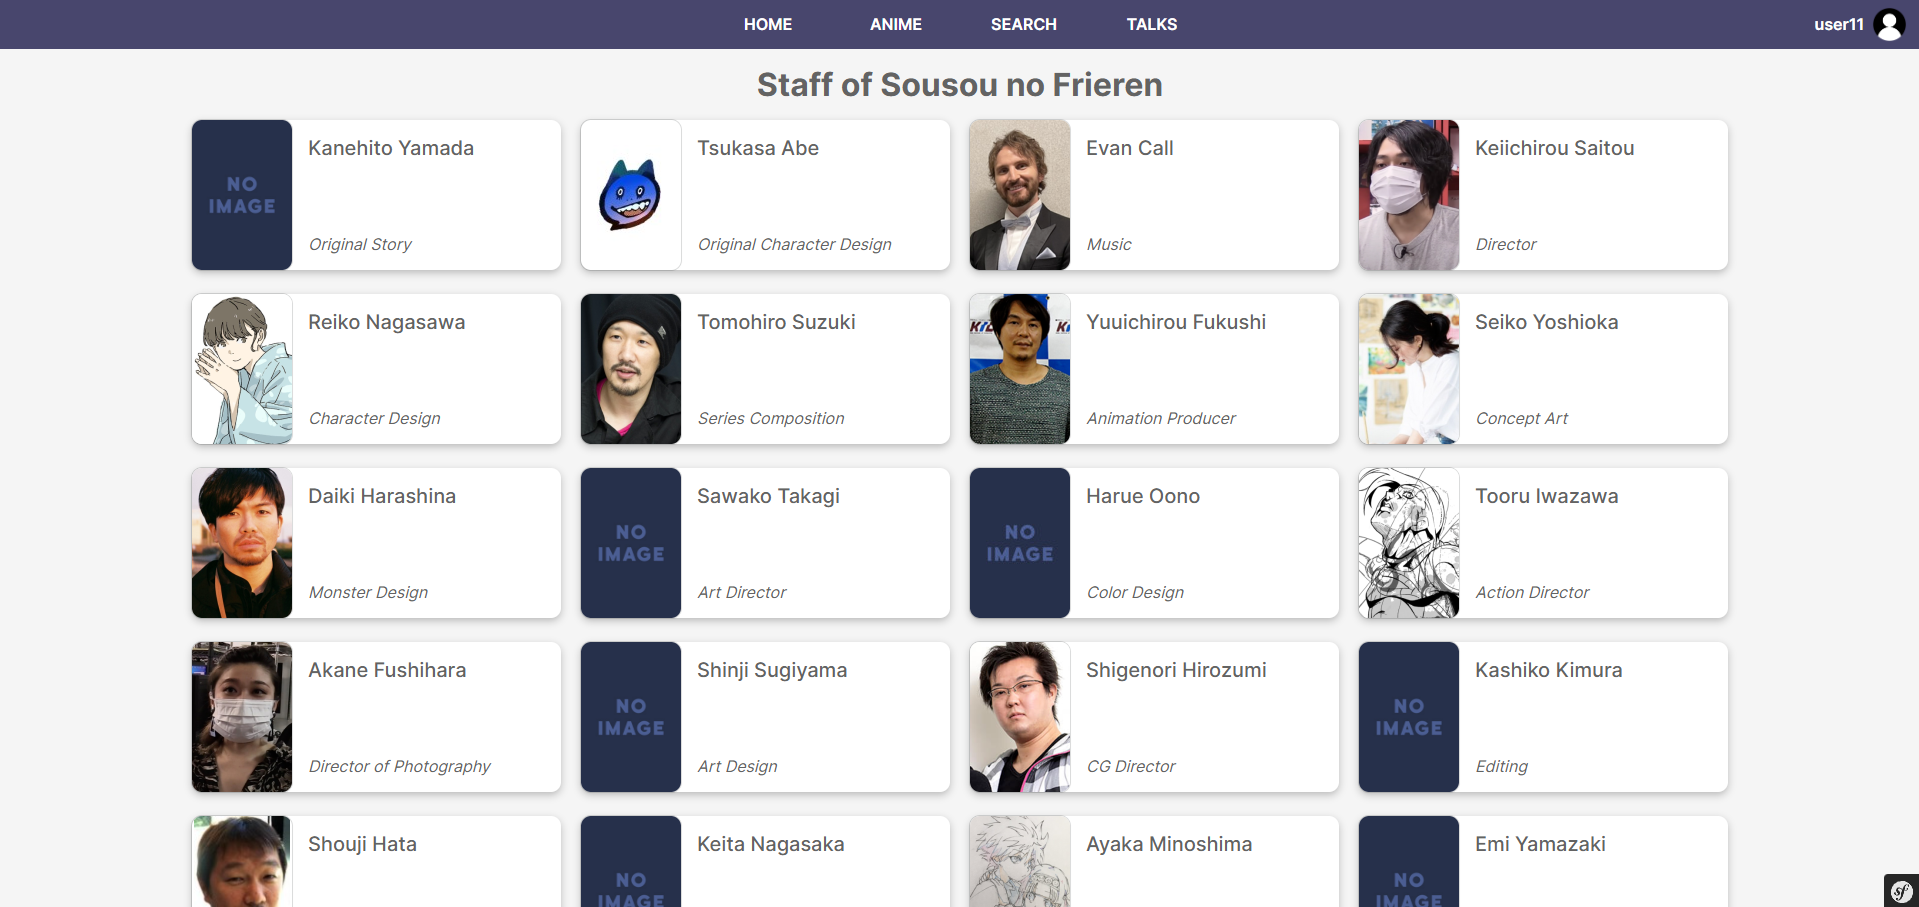 HOME ANIME SEARCH TALKS user11
Staff of Sousou no Frieren
NO IMAGE
Kanehito Yamada
Original Story
Tsukasa Abe
Original Character Design
Evan Call
Music
Keiichirou Saitou
Director
Reiko Nagasawa
Character Design
Tomohiro Suzuki
Series Composition
Yuuichirou Fukushi
Animation Producer
Seiko Yoshioka
Concept Art
Daiki Harashina
Monster Design
NO IMAGE
Sawako Takagi
Art Director
NO IMAGE
Harue Oono
Color Design
Tooru Iwazawa
Action Director
Akane Fushihara
Director of Photography
NO IMAGE
Shinji Sugiyama
Art Design
Shigenori Hirozumi
CG Director
NO IMAGE
Kashiko Kimura
Editing
Shouji Hata
NO IMAGE
Keita Nagasaka
Ayaka Minoshima
NO IMAGE
Emi Yamazaki
sf